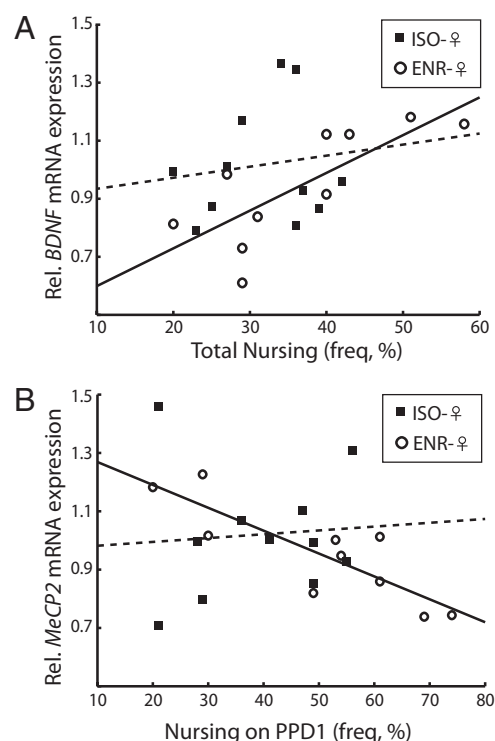 A
1.5
1.3
1.1
0.9
0.7
Rel. BDNF mRNA expression
ISO-♀
ENR-♀
10 20 30 40 50 60
Total Nursing (freq, %)
B
1.5
1.3
1.1
0.9
0.7
Rel. MeCP2 mRNA expression
ISO-♀
ENR-♀
10 20 30 40 50 60 70 80
Nursing on PPD1 (freq, %)